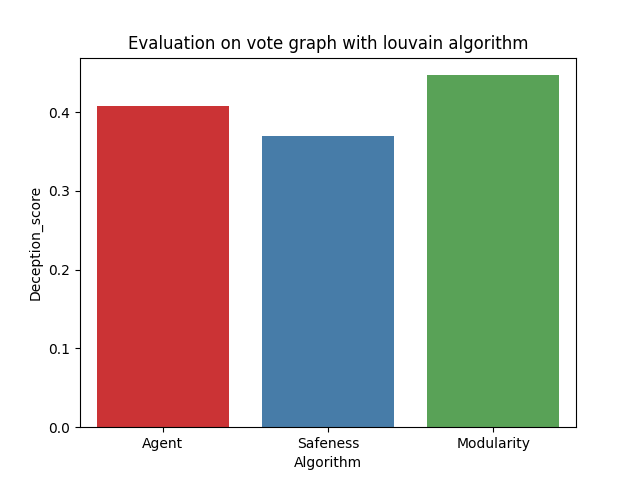 Evaluation on vote graph with louvain algorithm
Deception_score
0.4
0.3
0.2
0.1
0.0
Agent
Safeness
Modularity
Algorithm